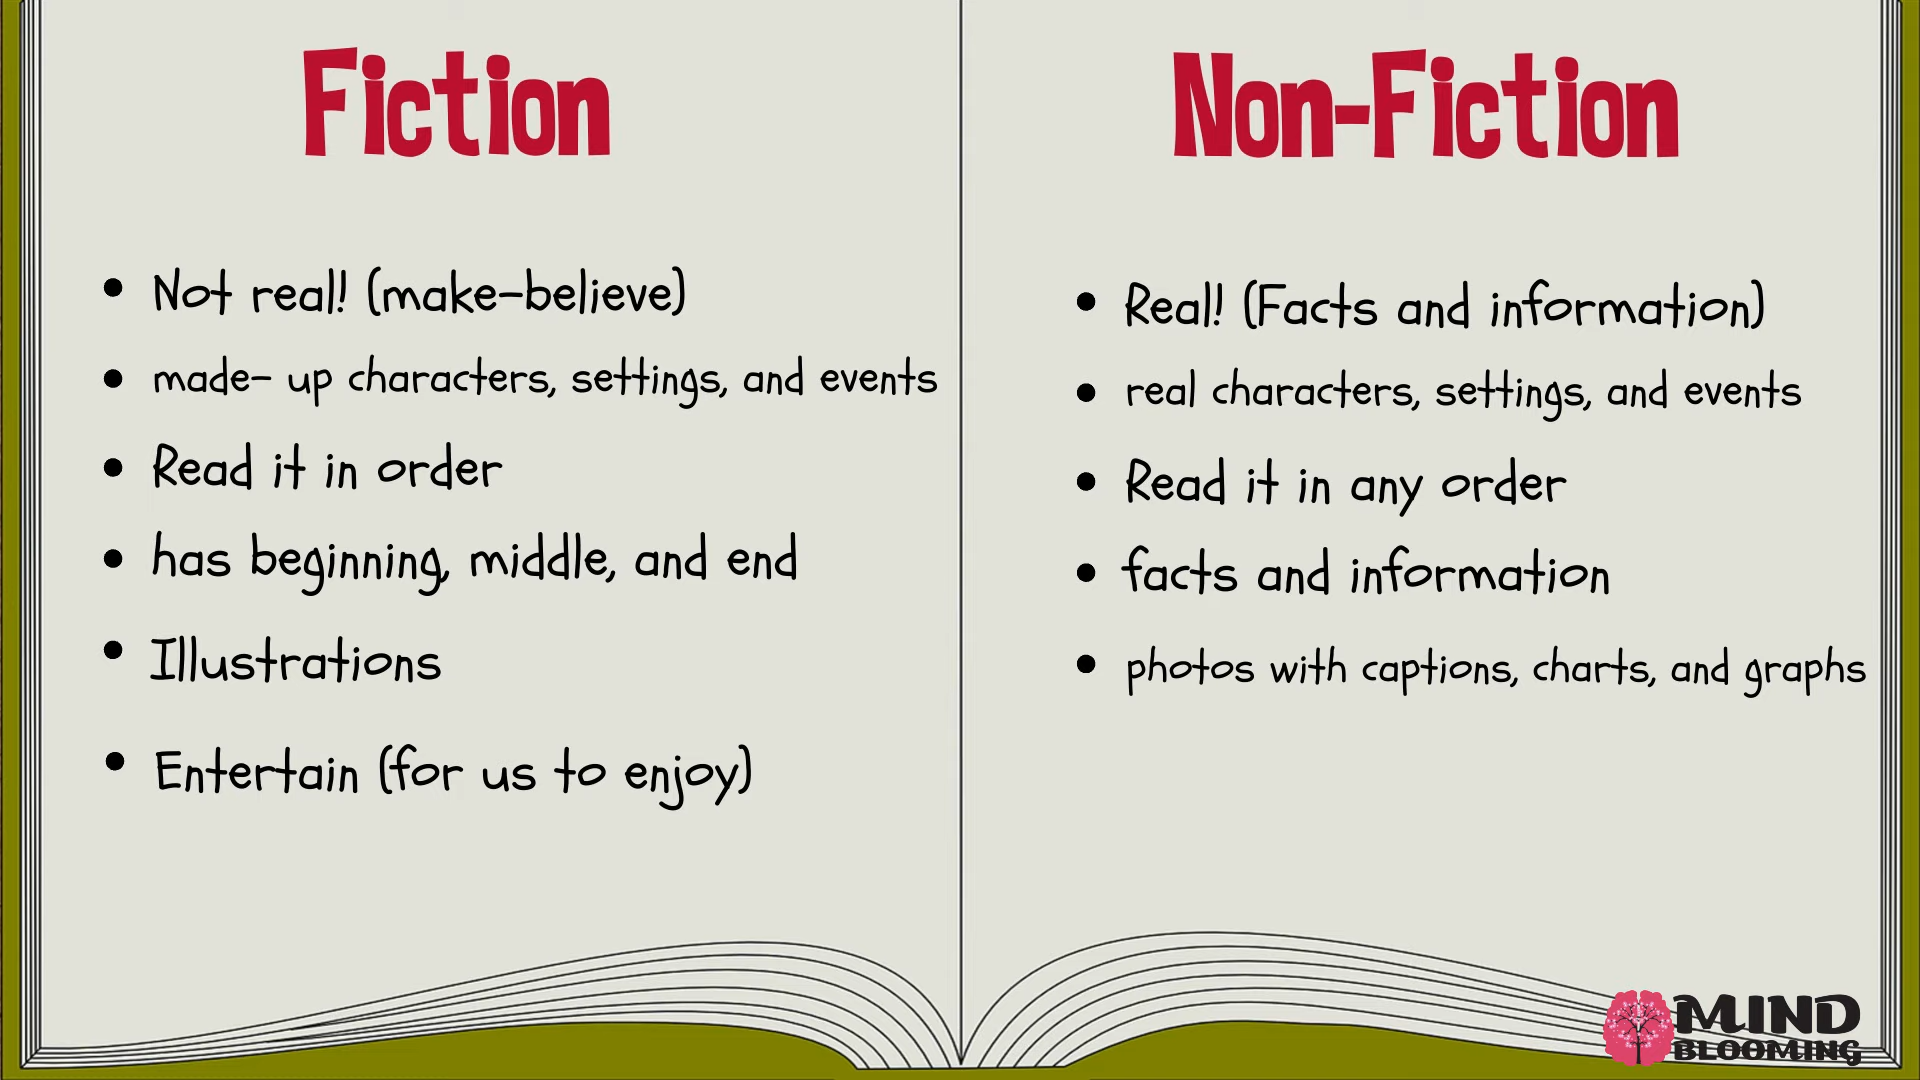 Fiction
• Not real! (make-believe)
• made- up characters, settings, and events
• Read it in order
• has beginning, middle, and end
• Illustrations
• Entertain (for us to enjoy)
Non-Fiction
• Real! (Facts and information)
• real characters, settings, and events
• Read it in any order
• facts and information
• photos with captions, charts, and graphs
MIND
BLOOMING